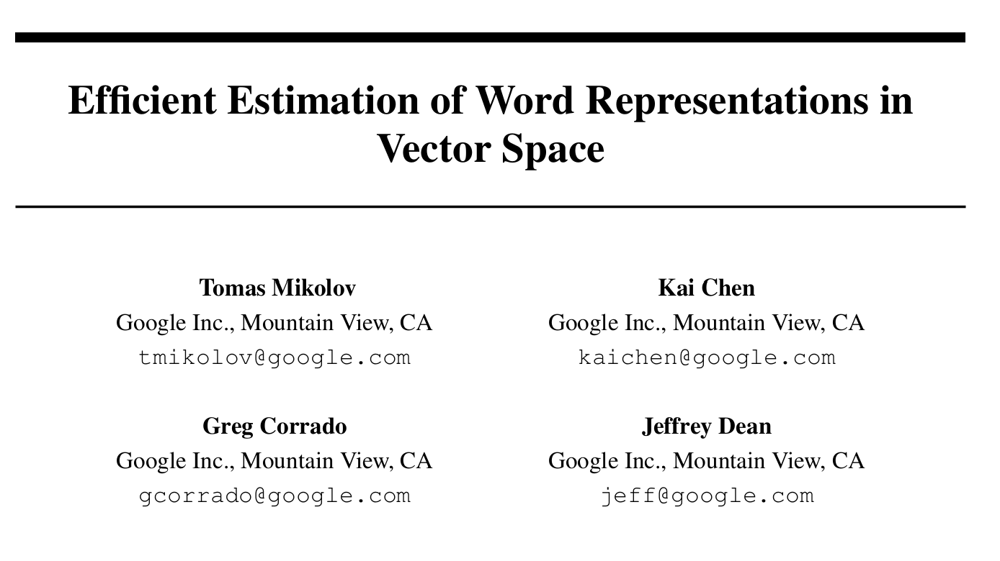 Efficient Estimation of Word Representations in
Vector Space
Tomas Mikolov
Google Inc., Mountain View, CA
tmikolov@google.com
Kai Chen
Google Inc., Mountain View, CA
kaichen@google.com
Greg Corrado
Google Inc., Mountain View, CA
gcorrado@google.com
Jeffrey Dean
Google Inc., Mountain View, CA
jeff@google.com